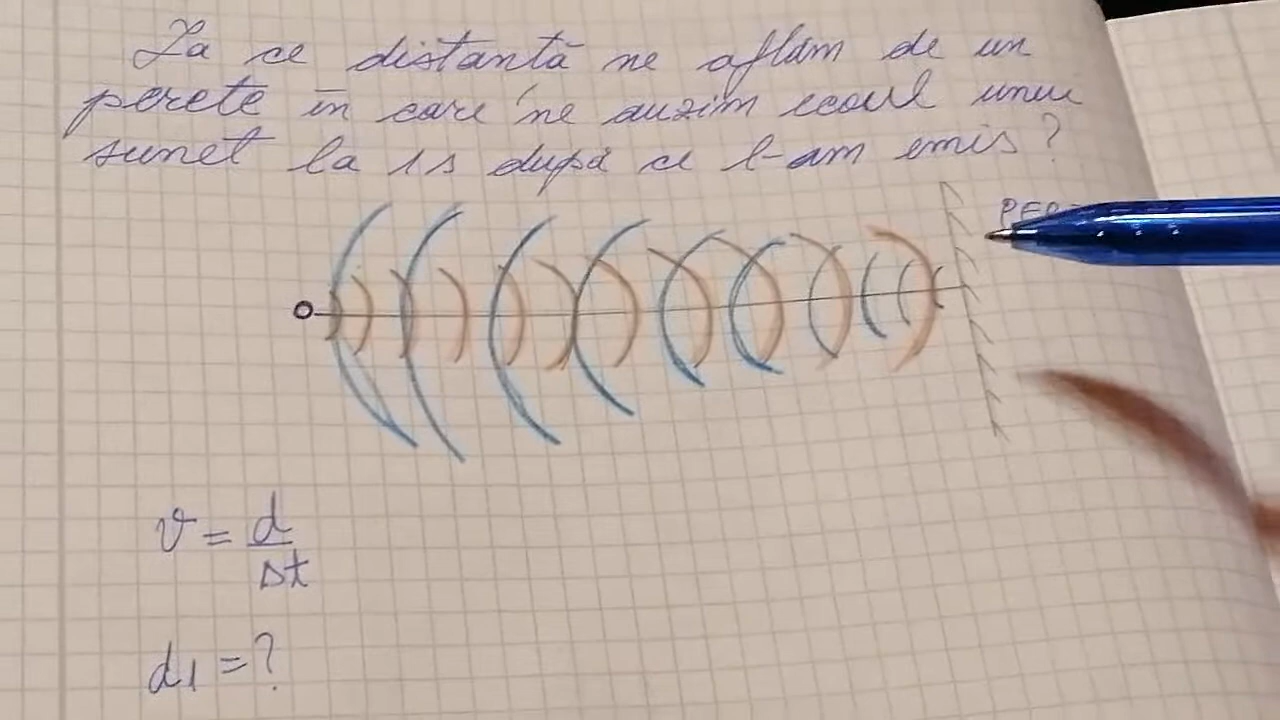 La ce distantă ne aflăm de un
perete în care ne auzim ecoul unui
sunet la 1s după ce l-am emis?
v = d
Δt
d1 = ?